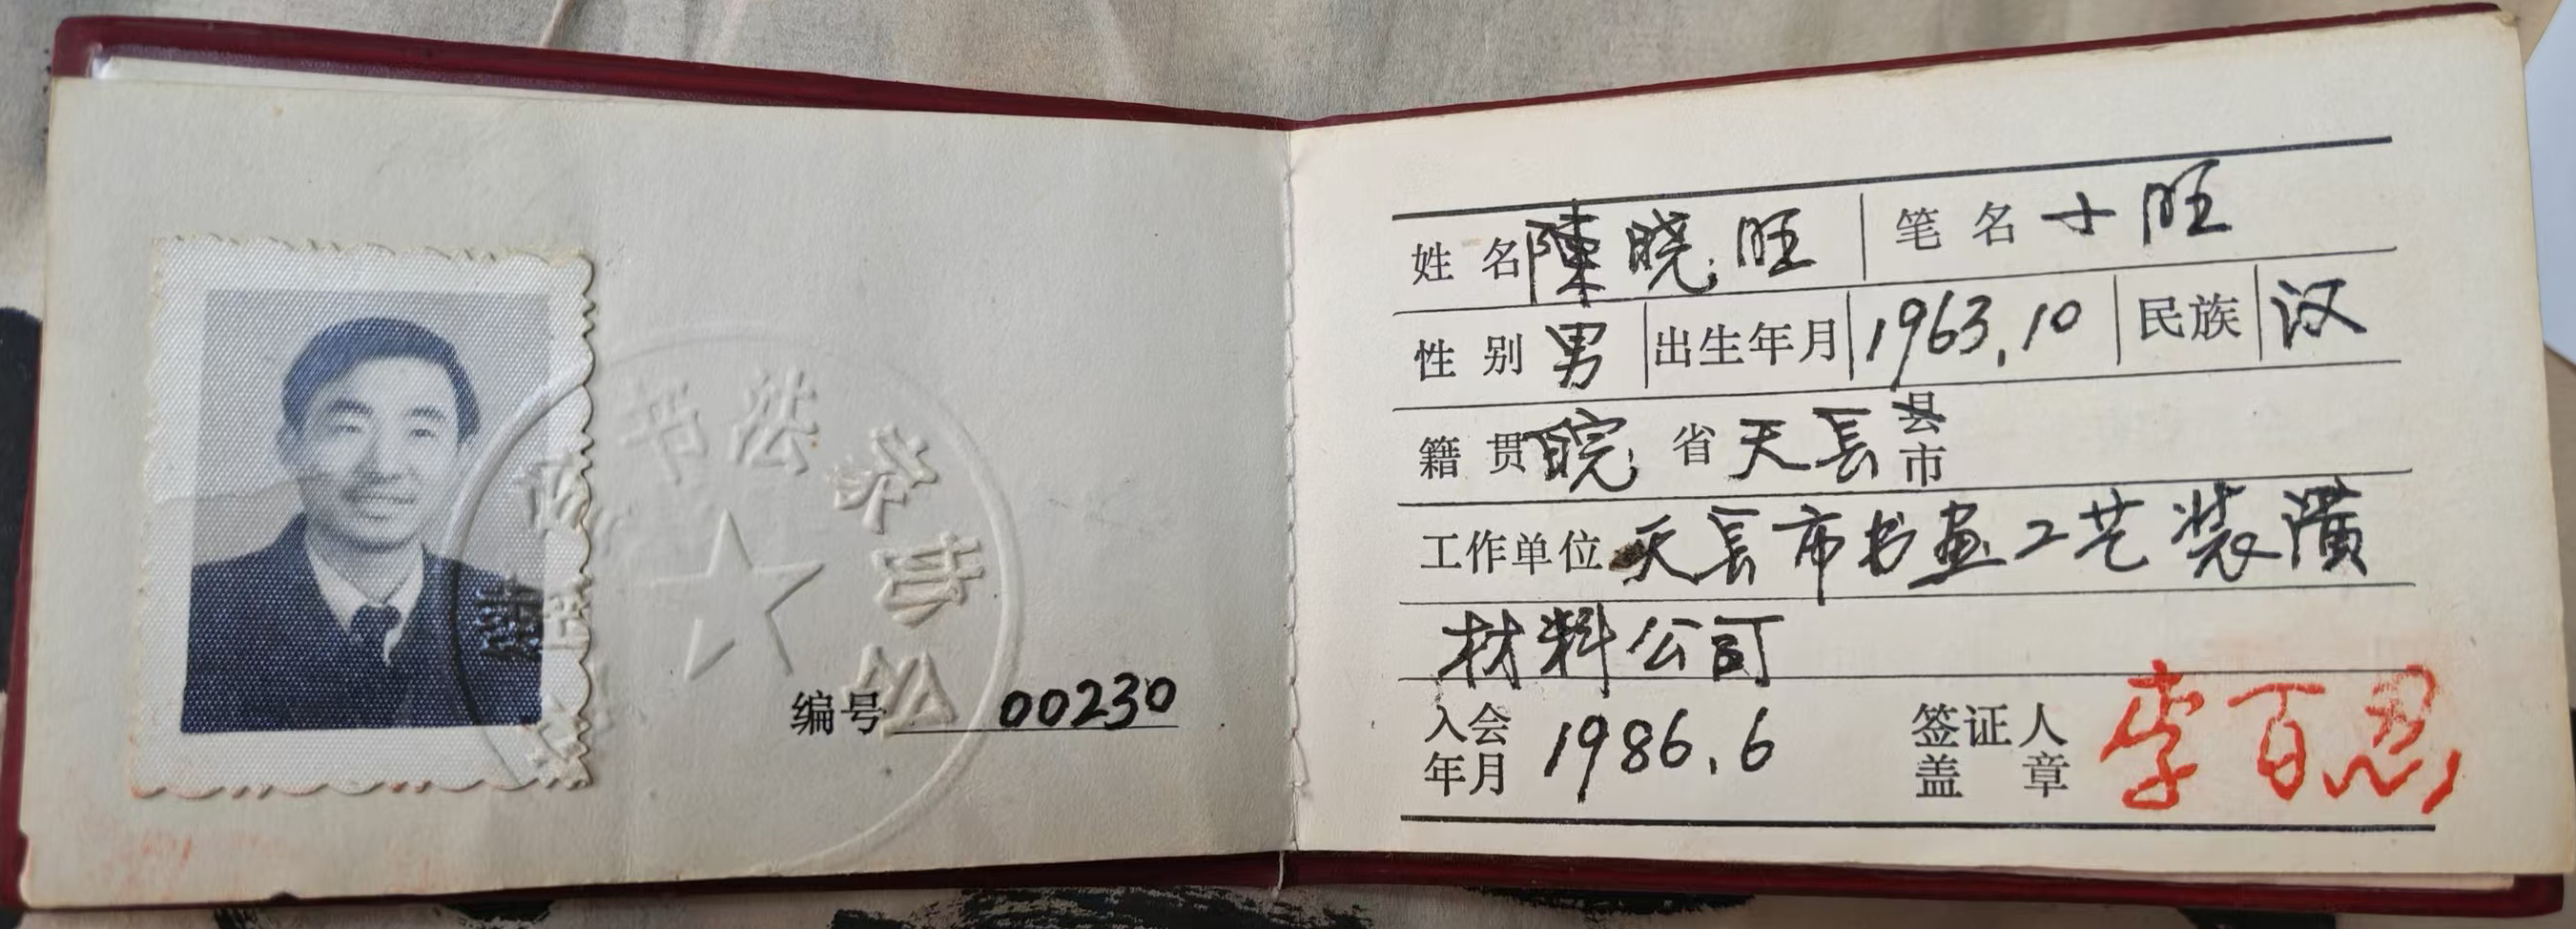 编号 00230
姓名 陳晓旺 笔名 十旺
性别 男 出生年月 1963.10 民族 汉
籍贯 皖 省 天长 县
市
工作单位 天长市书画工艺装潢
材料公司
入会 签证人
年月 1986.6 盖章 李百忍